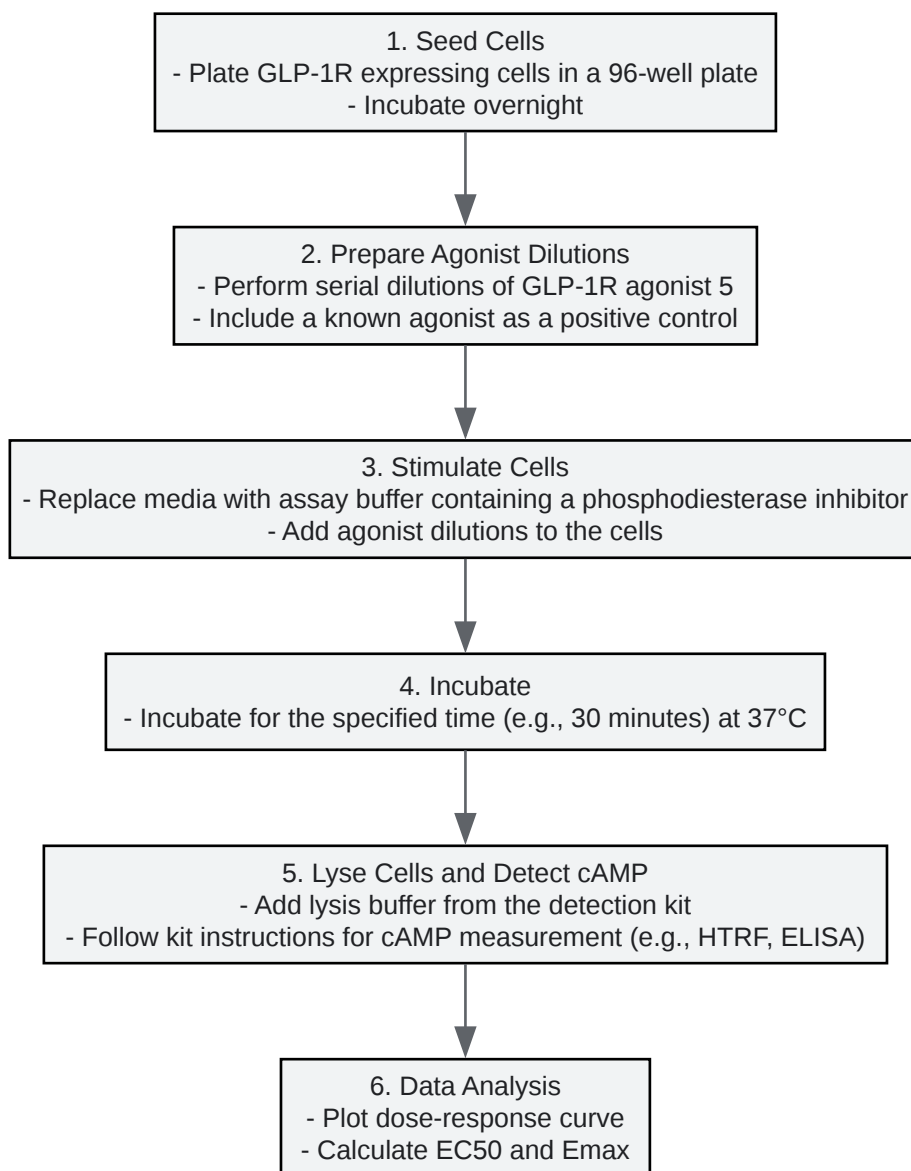 1. Seed Cells
- Plate GLP-1R expressing cells in a 96-well plate
- Incubate overnight
2. Prepare Agonist Dilutions
- Perform serial dilutions of GLP-1R agonist 5
- Include a known agonist as a positive control
3. Stimulate Cells
- Replace media with assay buffer containing a phosphodiesterase inhibitor
- Add agonist dilutions to the cells
4. Incubate
- Incubate for the specified time (e.g., 30 minutes) at 37°C
5. Lyse Cells and Detect cAMP
- Add lysis buffer from the detection kit
- Follow kit instructions for cAMP measurement (e.g., HTRF, ELISA)
6. Data Analysis
- Plot dose-response curve
- Calculate EC50 and Emax